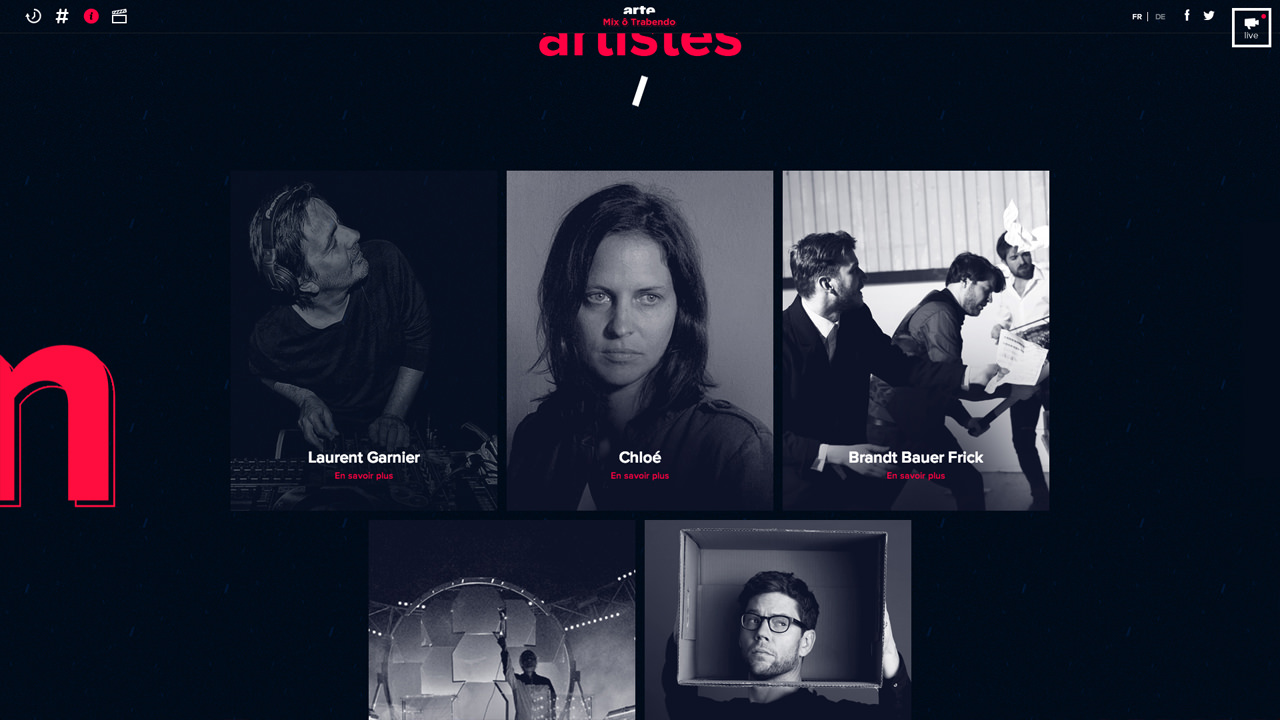 #
i
arte
Mix ô Trabendo
FR | DE
f
live
artistes
/
n
Laurent Garnier
En savoir plus
Chloé
En savoir plus
Brandt Bauer Frick
En savoir plus